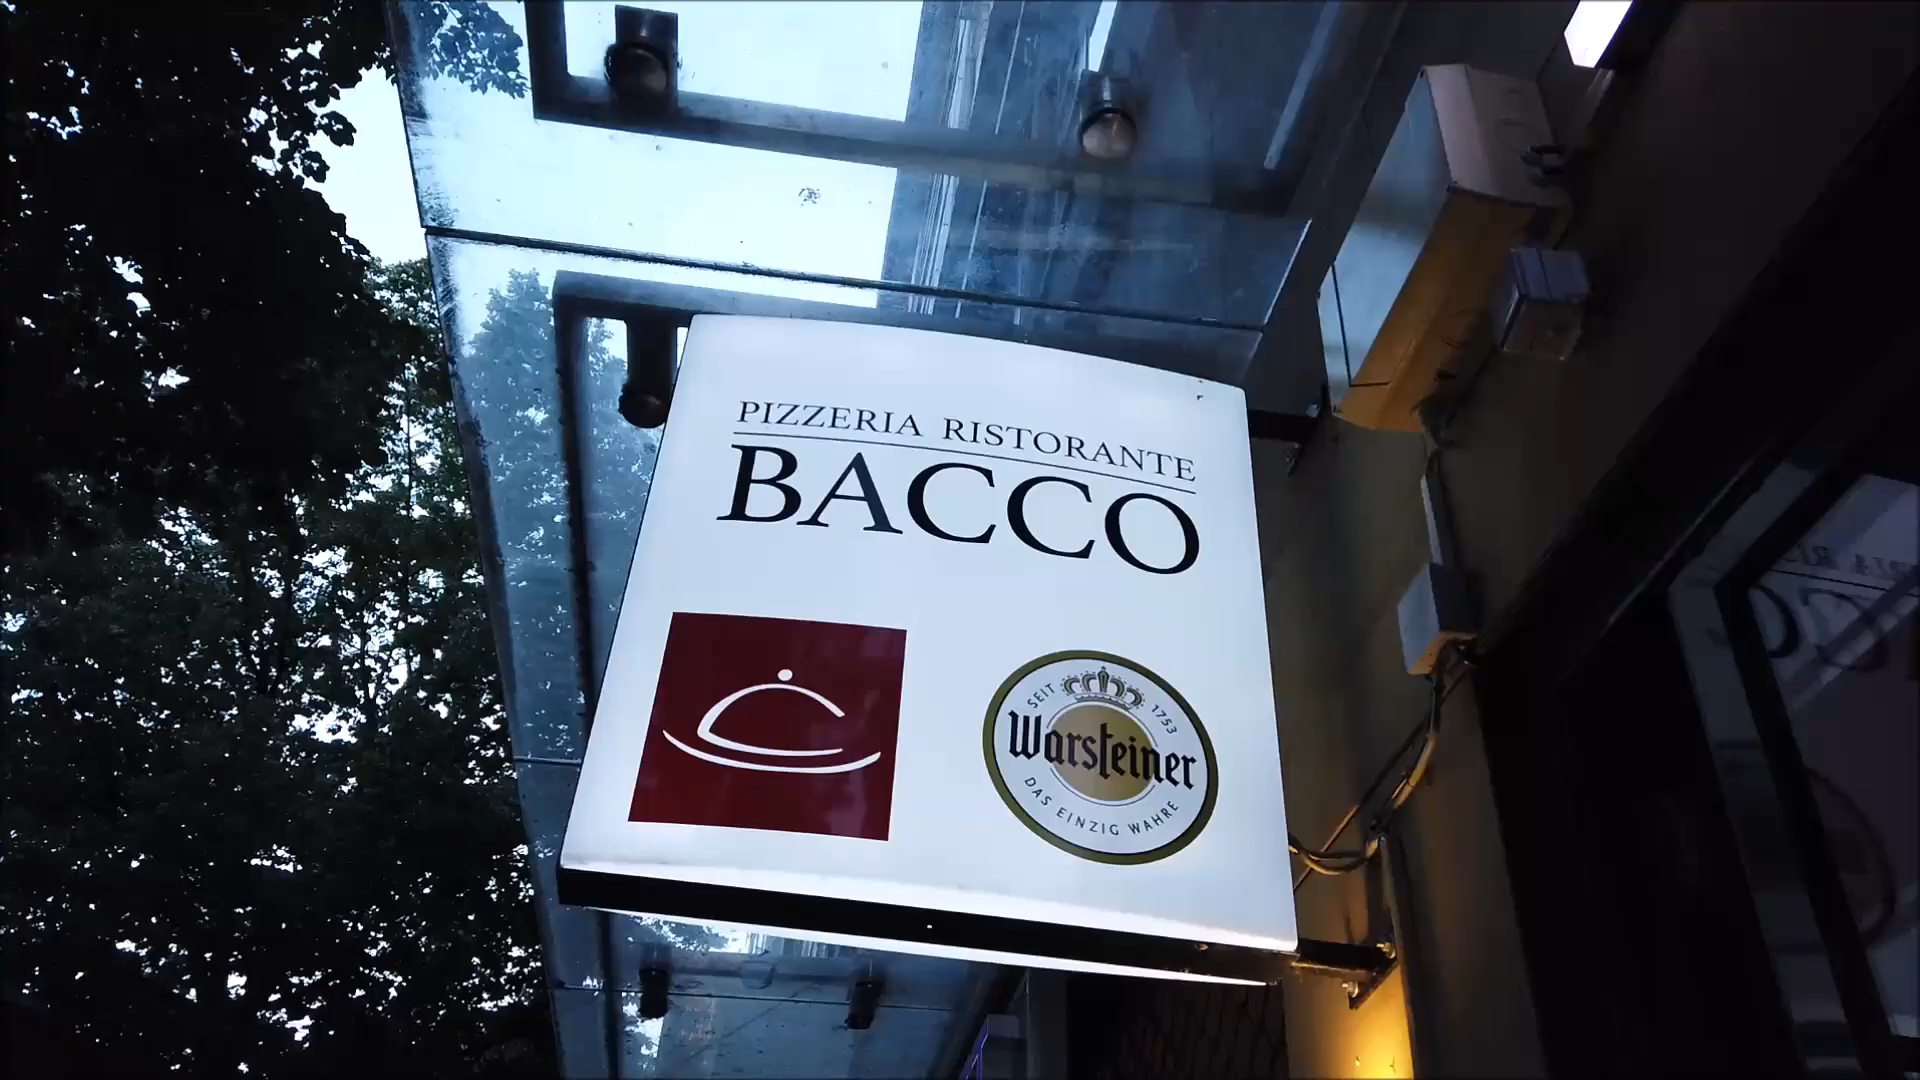 PIZZERIA RISTORANTE
BACCO
SEIT 1753
Warsteiner
DAS EINZIG WAHRE